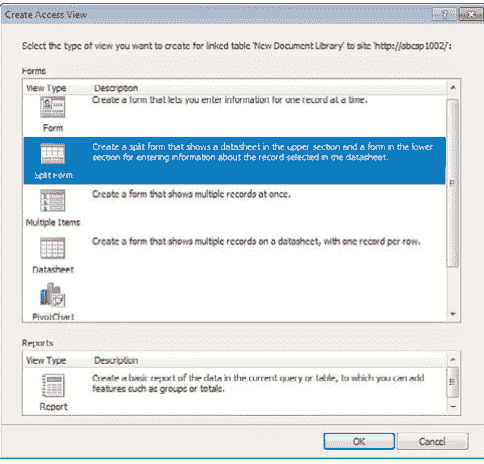 Create Access View
Select the type of view you want to create for linked table 'New Document Library' to site 'http://abcsp1002/:
Forms
View Type Description
Create a form that lets you enter information for one record at a time.
Form
Create a split form that shows a datasheet in the upper section and a form in the lower
section for entering information about the record selected in the datasheet.
Split Form
Create a form that shows multiple records at once.
Multiple Items
Create a form that shows multiple records on a datasheet, with one record per row.
Datasheet
PivotChart
Reports
View Type Description
Create a basic report of the data in the current query or table, to which you can add
features such as groups or totals.
Report
OK Cancel